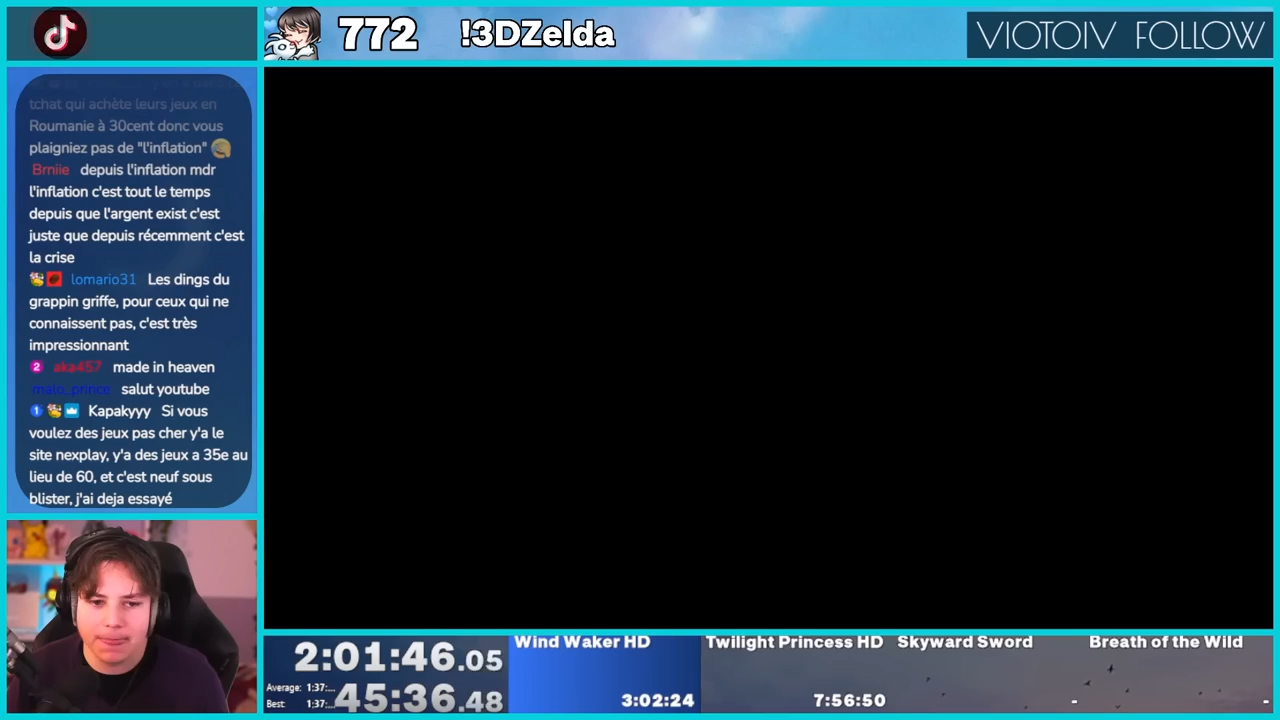 772 !3DZelda VIOTOIV FOLLOW
tchat qui achète leurs jeux en
Roumanie à 30cent donc vous
plaigniez pas de "l'inflation"
Brniie depuis l'inflation mdr
l'inflation c'est tout le temps
depuis que l'argent exist c'est
juste que depuis récemment c'est
la crise
lomario31 Les dings du
grappin griffe, pour ceux qui ne
connaissent pas, c'est très
impressionnant
2 aka457 made in heaven
malo_prince salut youtube
1 Kapakyyy Si vous
voulez des jeux pas cher y'a le
site nexplay, y'a des jeux a 35e au
lieu de 60, et c'est neuf sous
blister, j'ai deja essayé
2:01:46.05
Average: 1:37:...
Best: 1:37:...
45:36.48
Wind Waker HD Twilight Princess HD Skyward Sword Breath of the Wild
3:02:24 7:56:50 - -